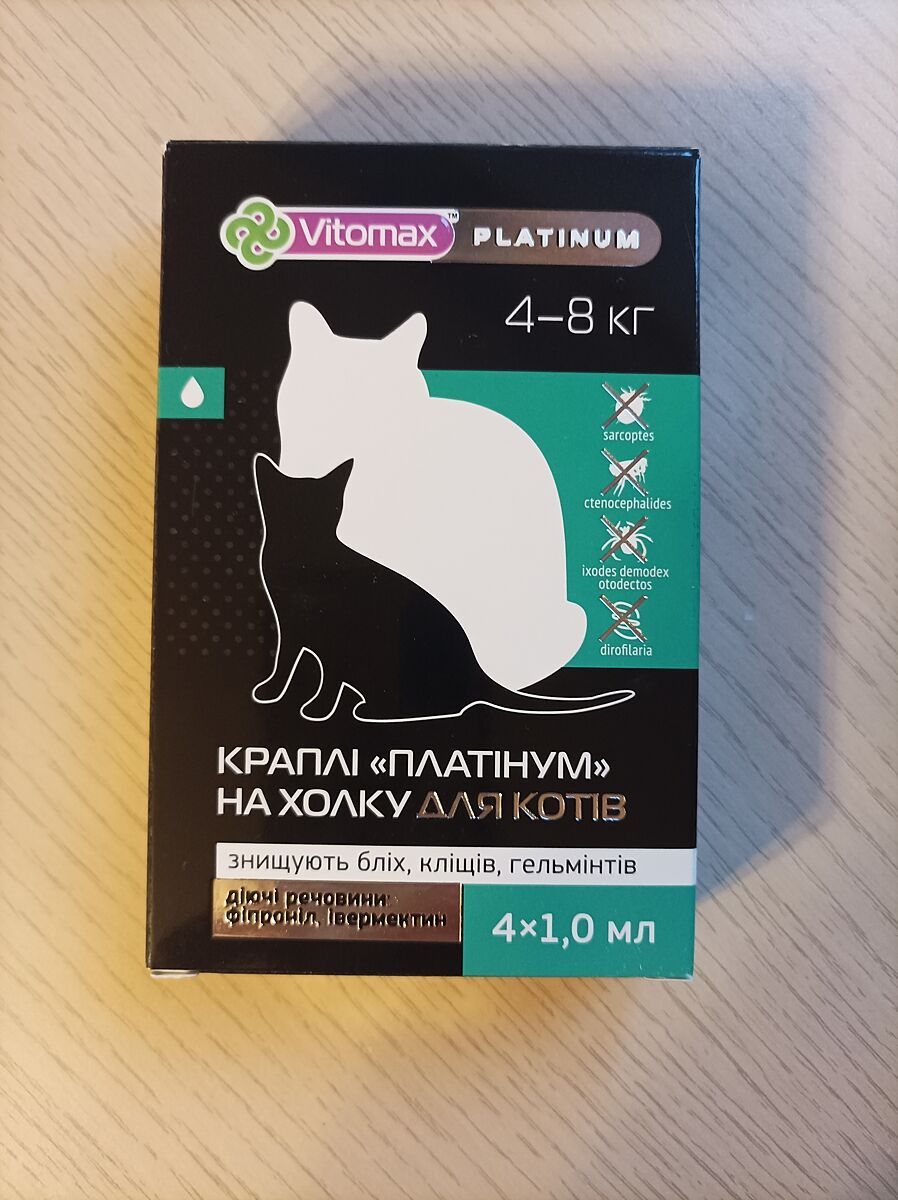 Vitomax™ PLATINUM
4–8 кг
sarcoptes
ctenocephalides
ixodes demodex
otodectos
dirofilaria
КРАПЛІ «ПЛАТІНУМ»
НА ХОЛКУ ДЛЯ КОТІВ
знищують бліх, кліщів, гельмінтів
діючі речовини:
фіпроніл, івермектин
4×1,0 мл